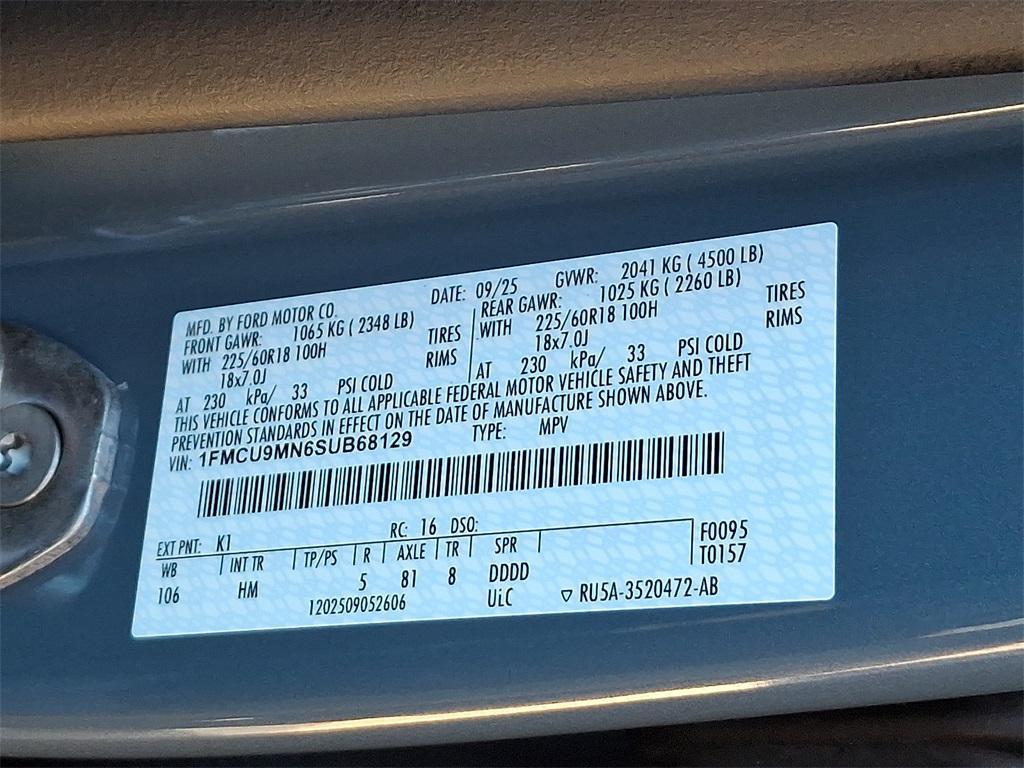 MFD. BY FORD MOTOR CO.
DATE: 09/25 GVWR: 2041 KG ( 4500 LB)
FRONT GAWR: 1065 KG ( 2348 LB)
REAR GAWR: 1025 KG ( 2260 LB)
WITH 225/60R18 100H TIRES
WITH 225/60R18 100H TIRES
18x7.0J RIMS
18x7.0J RIMS
AT 230 kPa/ 33 PSI COLD
AT 230 kPa/ 33 PSI COLD
THIS VEHICLE CONFORMS TO ALL APPLICABLE FEDERAL MOTOR VEHICLE SAFETY AND THEFT
PREVENTION STANDARDS IN EFFECT ON THE DATE OF MANUFACTURE SHOWN ABOVE.
VIN: 1FMCU9MN6SUB68129 TYPE: MPV
EXT PNT: K1 RC: 16 DSO: F0095
WB INT TR TP/PS R AXLE TR SPR T0157
106 HM 5 81 8 DDDD
1202509052606 UiC ▽ RU5A-3520472-AB